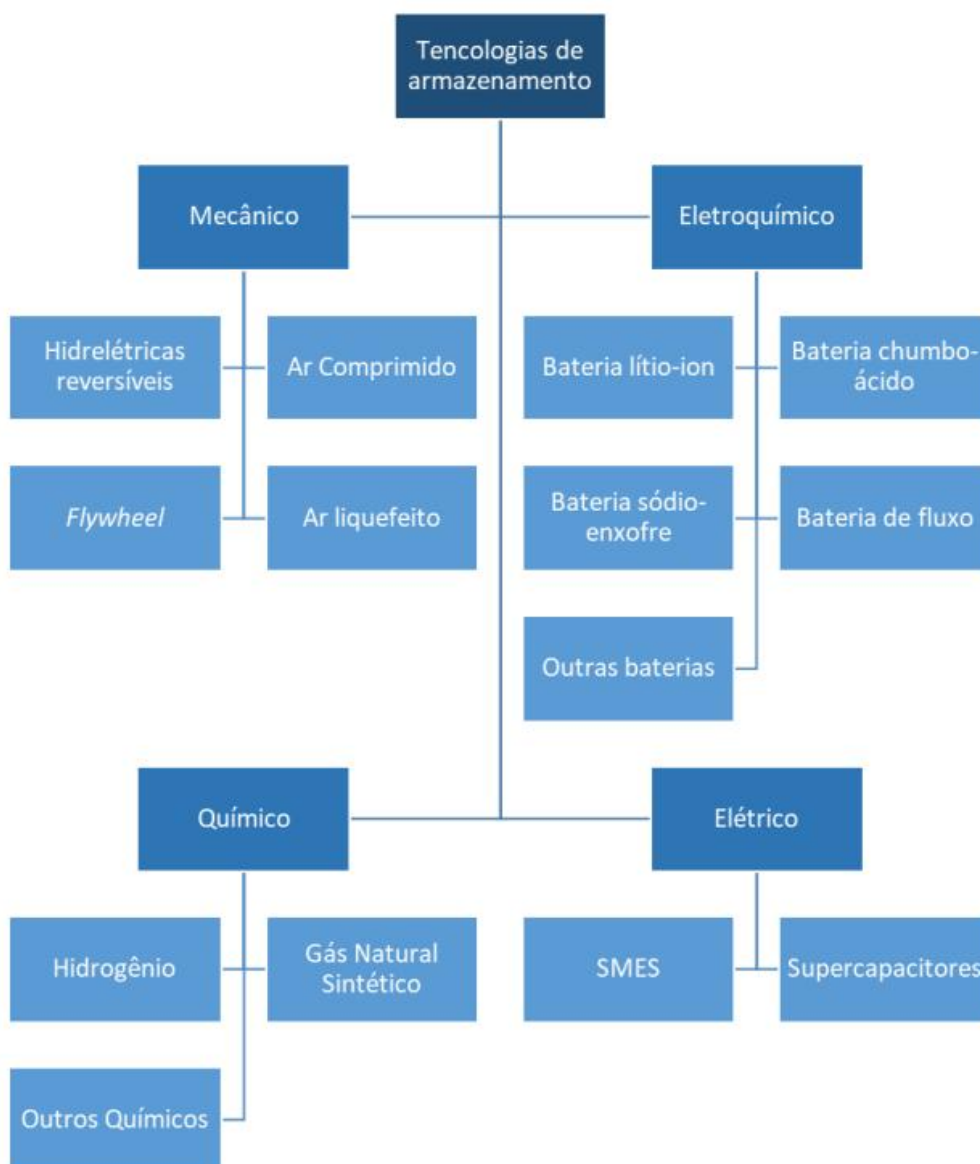 Tencologias de
armazenamento
Mecânico
Eletroquímico
Hidrelétricas
reversíveis
Ar Comprimido
Bateria lítio-ion
Bateria chumbo-
ácido
Flywheel
Ar liquefeito
Bateria sódio-
enxofre
Bateria de fluxo
Outras baterias
Químico
Elétrico
Hidrogênio
Gás Natural
Sintético
SMES
Supercapacitores
Outros Químicos